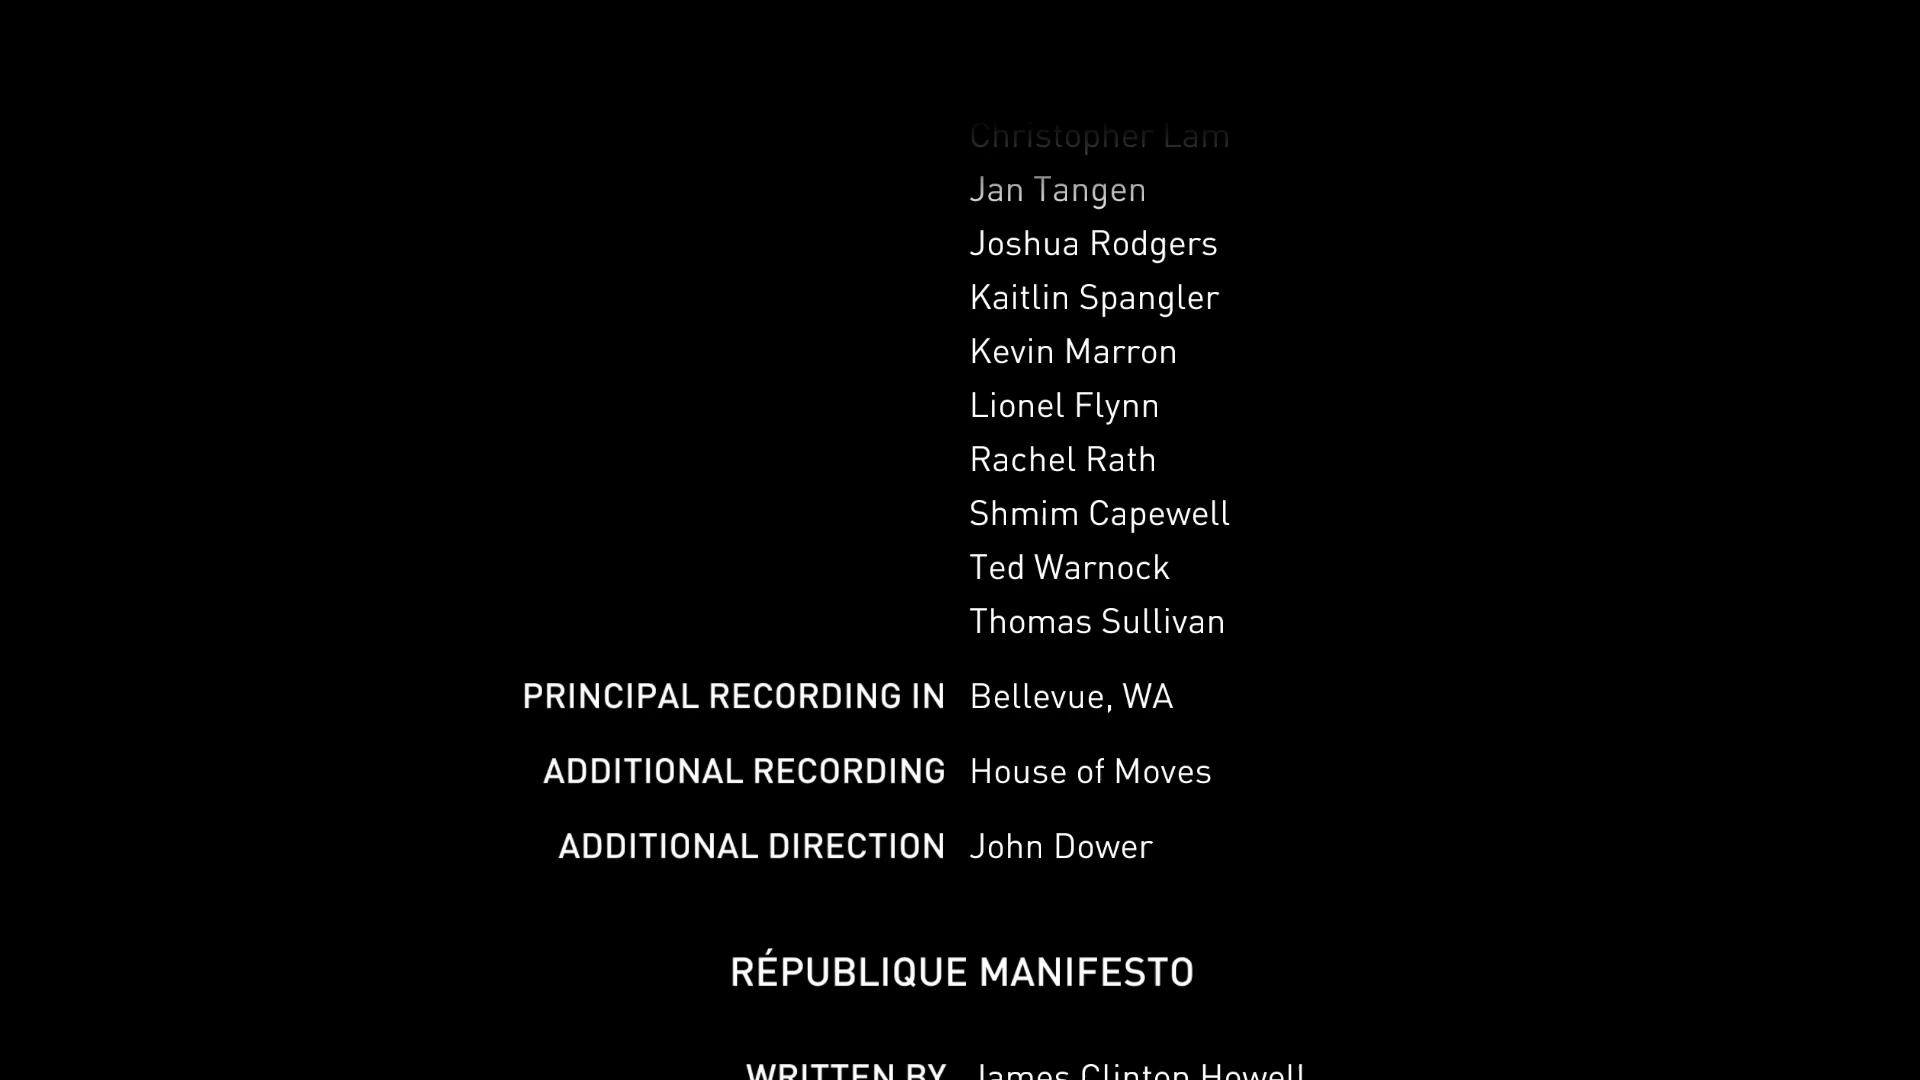 Christopher Lam
Jan Tangen
Joshua Rodgers
Kaitlin Spangler
Kevin Marron
Lionel Flynn
Rachel Rath
Shmim Capewell
Ted Warnock
Thomas Sullivan
PRINCIPAL RECORDING IN Bellevue, WA
ADDITIONAL RECORDING House of Moves
ADDITIONAL DIRECTION John Dower
RÉPUBLIQUE MANIFESTO
WRITTEN BY James Clinton Howell